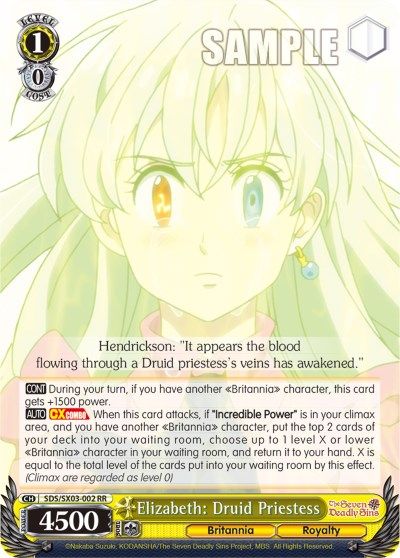 LEVEL
1
0
COST
SAMPLE
Hendrickson: "It appears the blood
flowing through a Druid priestess's veins has awakened."
CONT During your turn, if you have another «Britannia» character, this card
gets +1500 power.
AUTO CX COMBO When this card attacks, if "Incredible Power" is in your climax
area, and you have another «Britannia» character, put the top 2 cards of
your deck into your waiting room, choose up to 1 level X or lower
«Britannia» character in your waiting room, and return it to your hand. X is
equal to the total levels of the cards put into your waiting room by this effect.
(Climax are regarded as level 0)
CH SDS/SX03-002 RR
POWER 4500 SOUL
Elizabeth: Druid Priestess
The Seven Deadly Sins
Britannia Royalty
©Nakaba Suzuki, KODANSHA/The Seven Deadly Sins Project, MBS. All Rights Reserved.